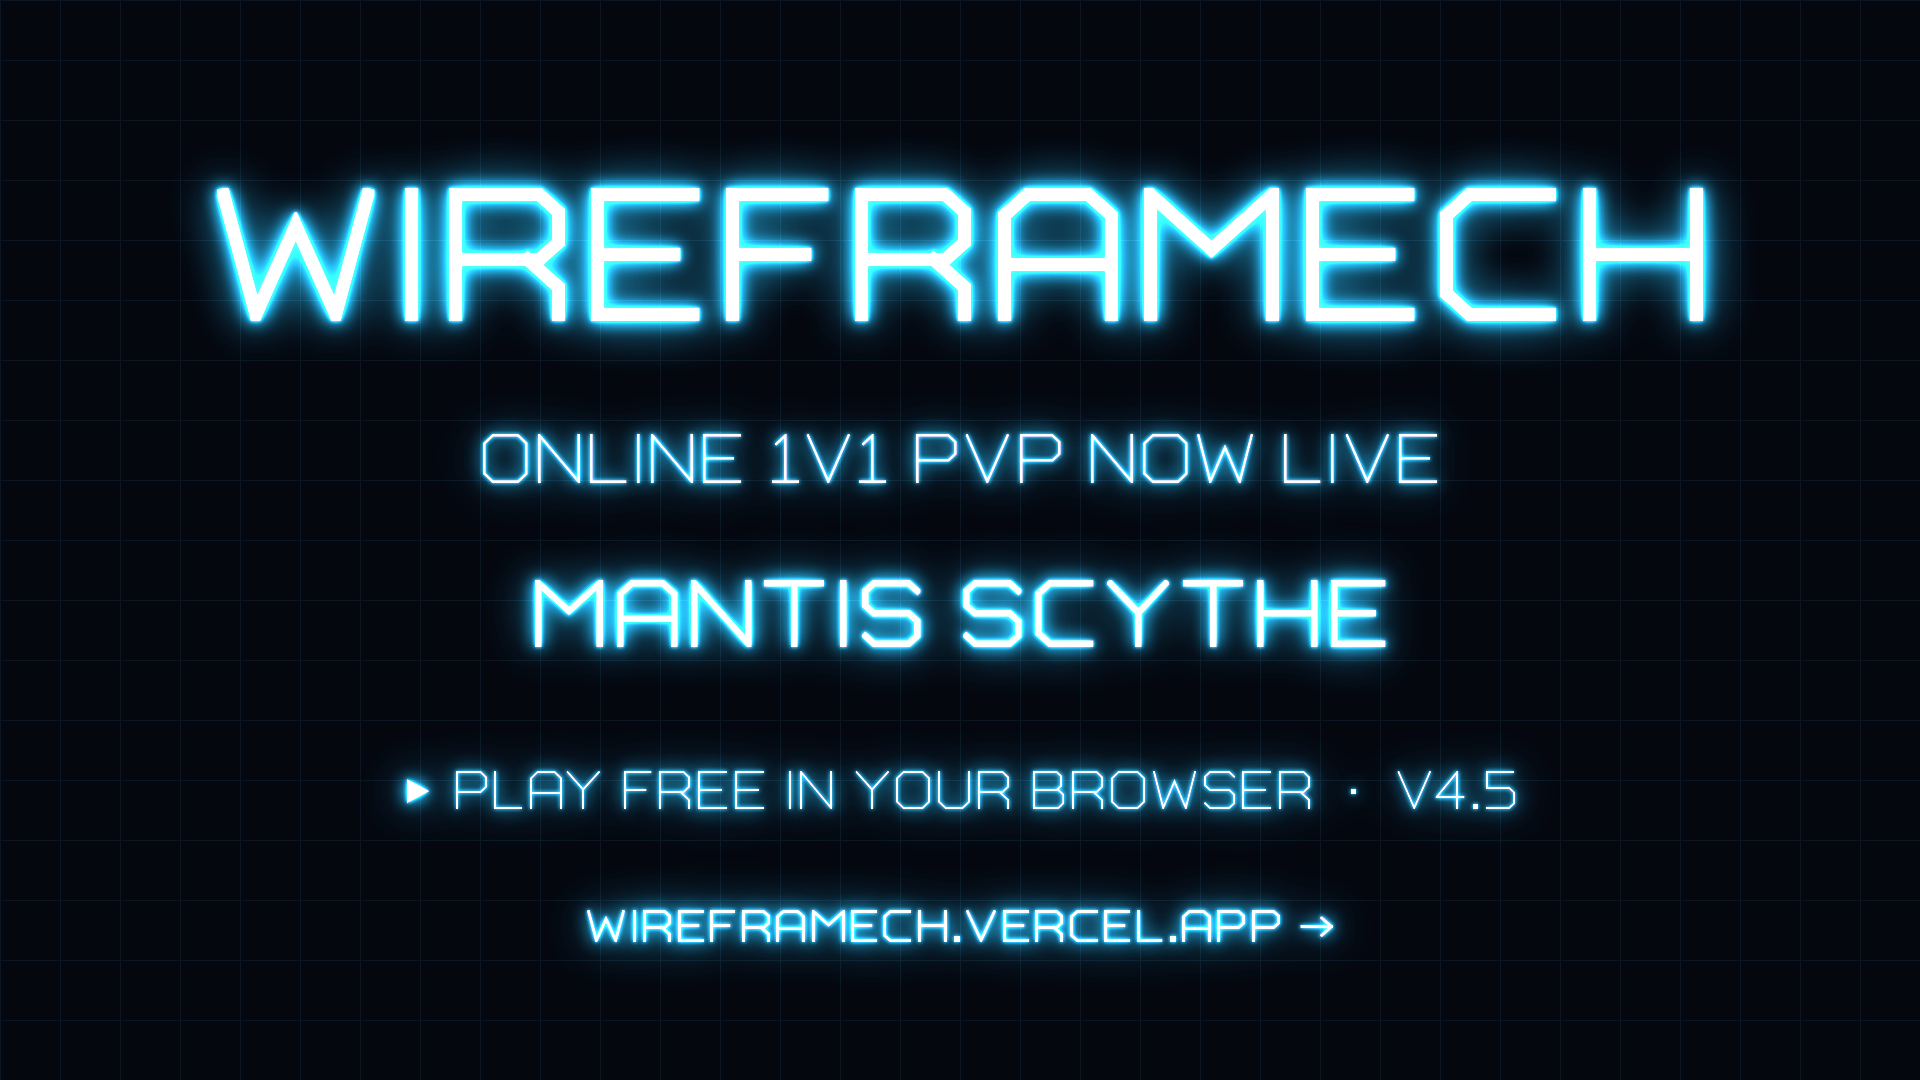 WIREFRAMECH
ONLINE 1V1 PVP NOW LIVE
MANTIS SCYTHE
▶ PLAY FREE IN YOUR BROWSER · V4.5
WIREFRAMECH.VERCEL.APP →